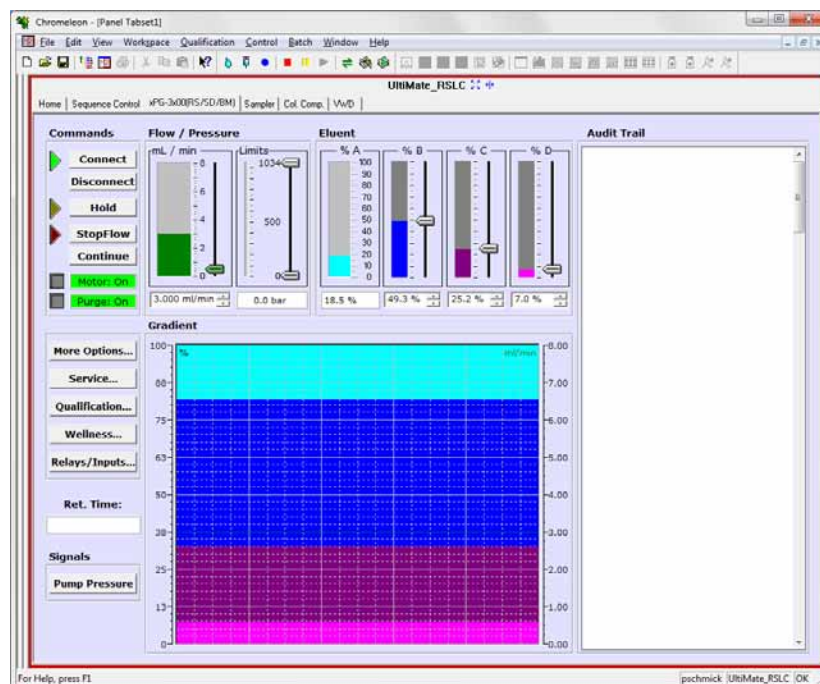 Chromeleon - [Panel Tabset1]
File Edit View Workspace Qualification Control Batch Window Help
UltiMate_RSLC
Home Sequence Control xPG-3x00(RS/SD/BM) Sampler Col. Comp. VWD
Commands Flow / Pressure Eluent Audit Trail
Connect
Disconnect
Hold
StopFlow
Continue
Motor: On
Purge: On
mL / min Limits % A % B % C % D
8
6
4
2
0
1034
500
0
100
90
80
70
60
50
40
30
20
10
0
3.000 ml/min 0.0 bar 18.5 % 49.3 % 25.2 % 7.0 %
Gradient
More Options...
Service...
Qualification...
Wellness...
Relays/Inputs...
Ret. Time:
Signals
Pump Pressure
% ml/min
100 8.00
88 7.00
75 6.00
63 5.00
50 4.00
38 3.00
25 2.00
13 1.00
0 0.00
For Help, press F1 pschmick UltiMate_RSLC OK